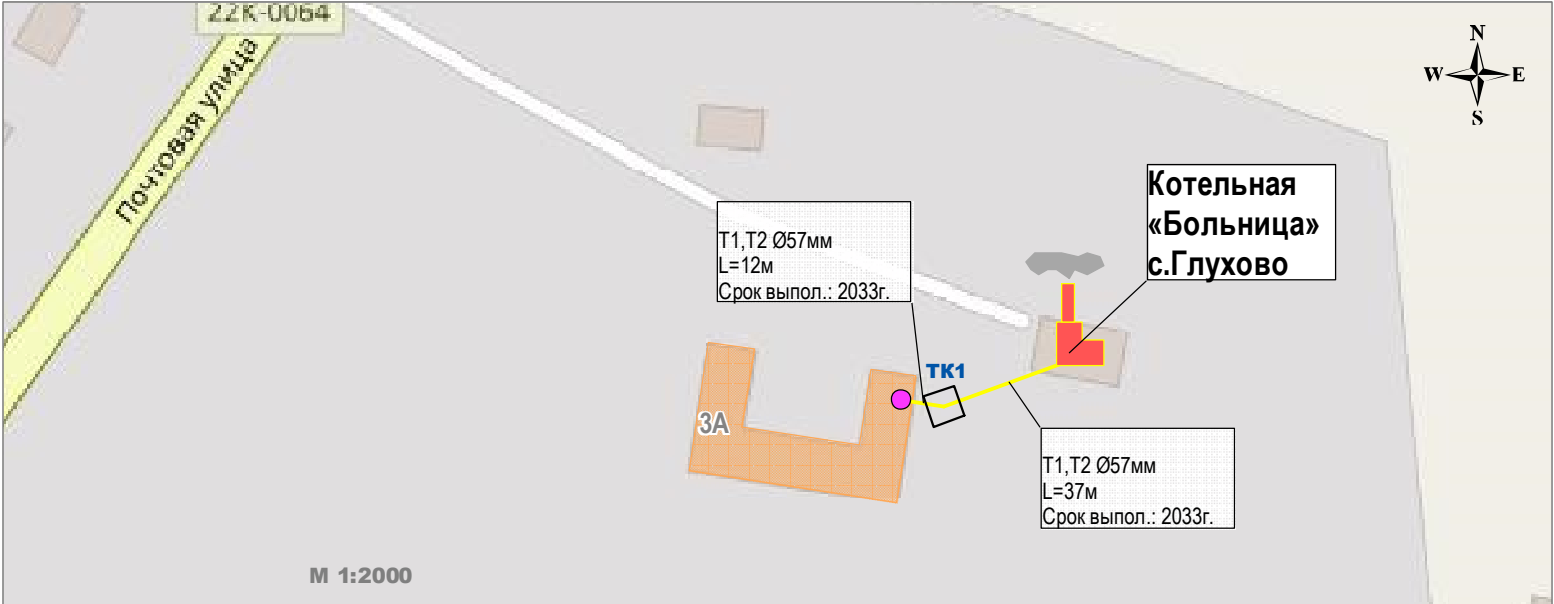 22К-0064
Почтовая улица
N
W E
S
Котельная
«Больница»
с.Глухово
Т1,Т2 Ø57мм
L=12м
Срок выпол.: 2033г.
ТК1
3А
Т1,Т2 Ø57мм
L=37м
Срок выпол.: 2033г.
М 1:2000